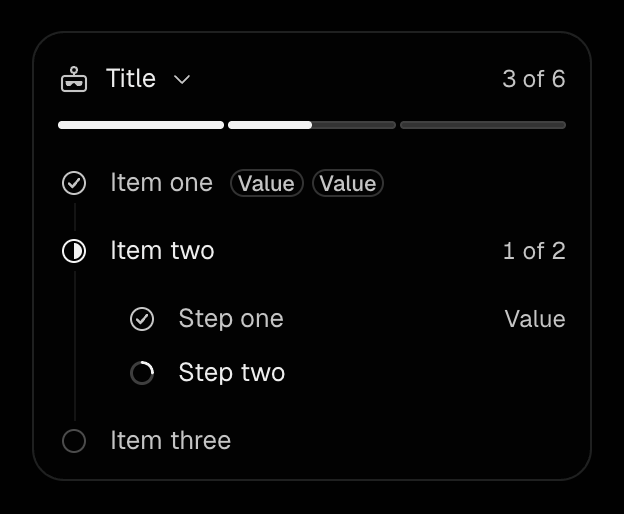 Title 3 of 6
Item one Value Value
Item two 1 of 2
Step one Value
Step two
Item three